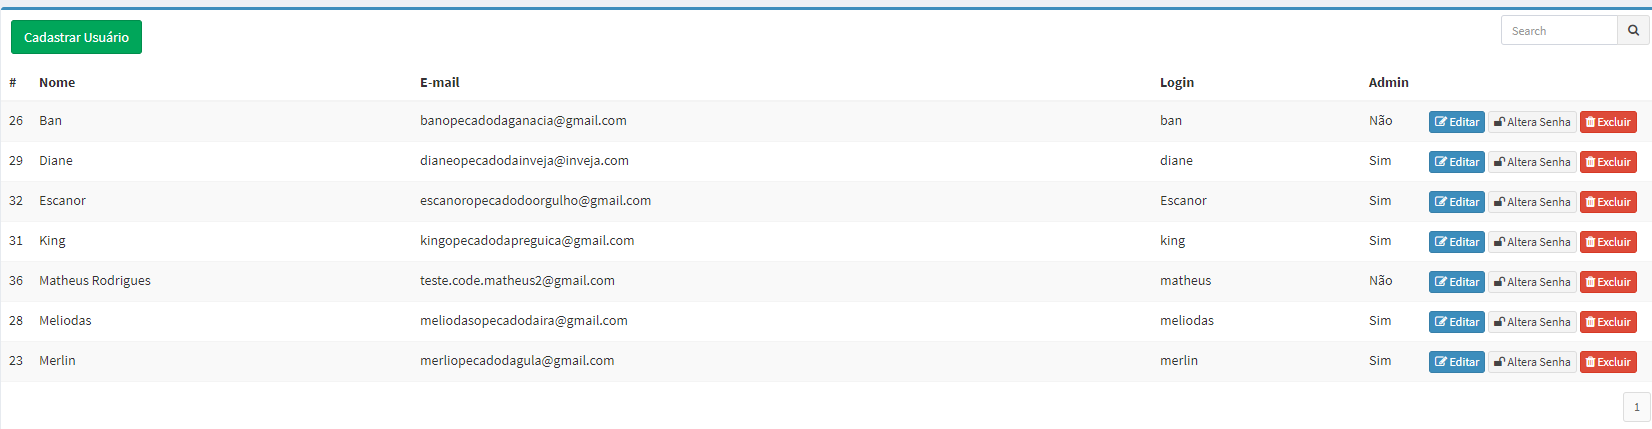 Cadastrar Usuário
Search
# Nome E-mail Login Admin
26 Ban banopecadodaganacia@gmail.com ban Não Editar Altera Senha Excluir
29 Diane dianeopecadodainveja@inveja.com diane Sim Editar Altera Senha Excluir
32 Escanor escanoropecadodoorgulho@gmail.com Escanor Sim Editar Altera Senha Excluir
31 King kingopecadodapreguica@gmail.com king Sim Editar Altera Senha Excluir
36 Matheus Rodrigues teste.code.matheus2@gmail.com matheus Não Editar Altera Senha Excluir
28 Meliodas meliodasopecadodaira@gmail.com meliodas Sim Editar Altera Senha Excluir
23 Merlin merliopecadodagula@gmail.com merlin Sim Editar Altera Senha Excluir
1